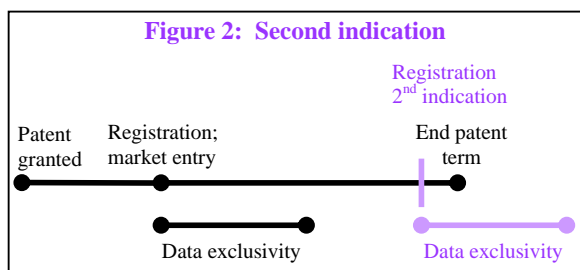 Figure 2:  Second indication
Registration
2nd indication
Patent
granted
Registration;
market entry
End patent
term
Data exclusivity
Data exclusivity